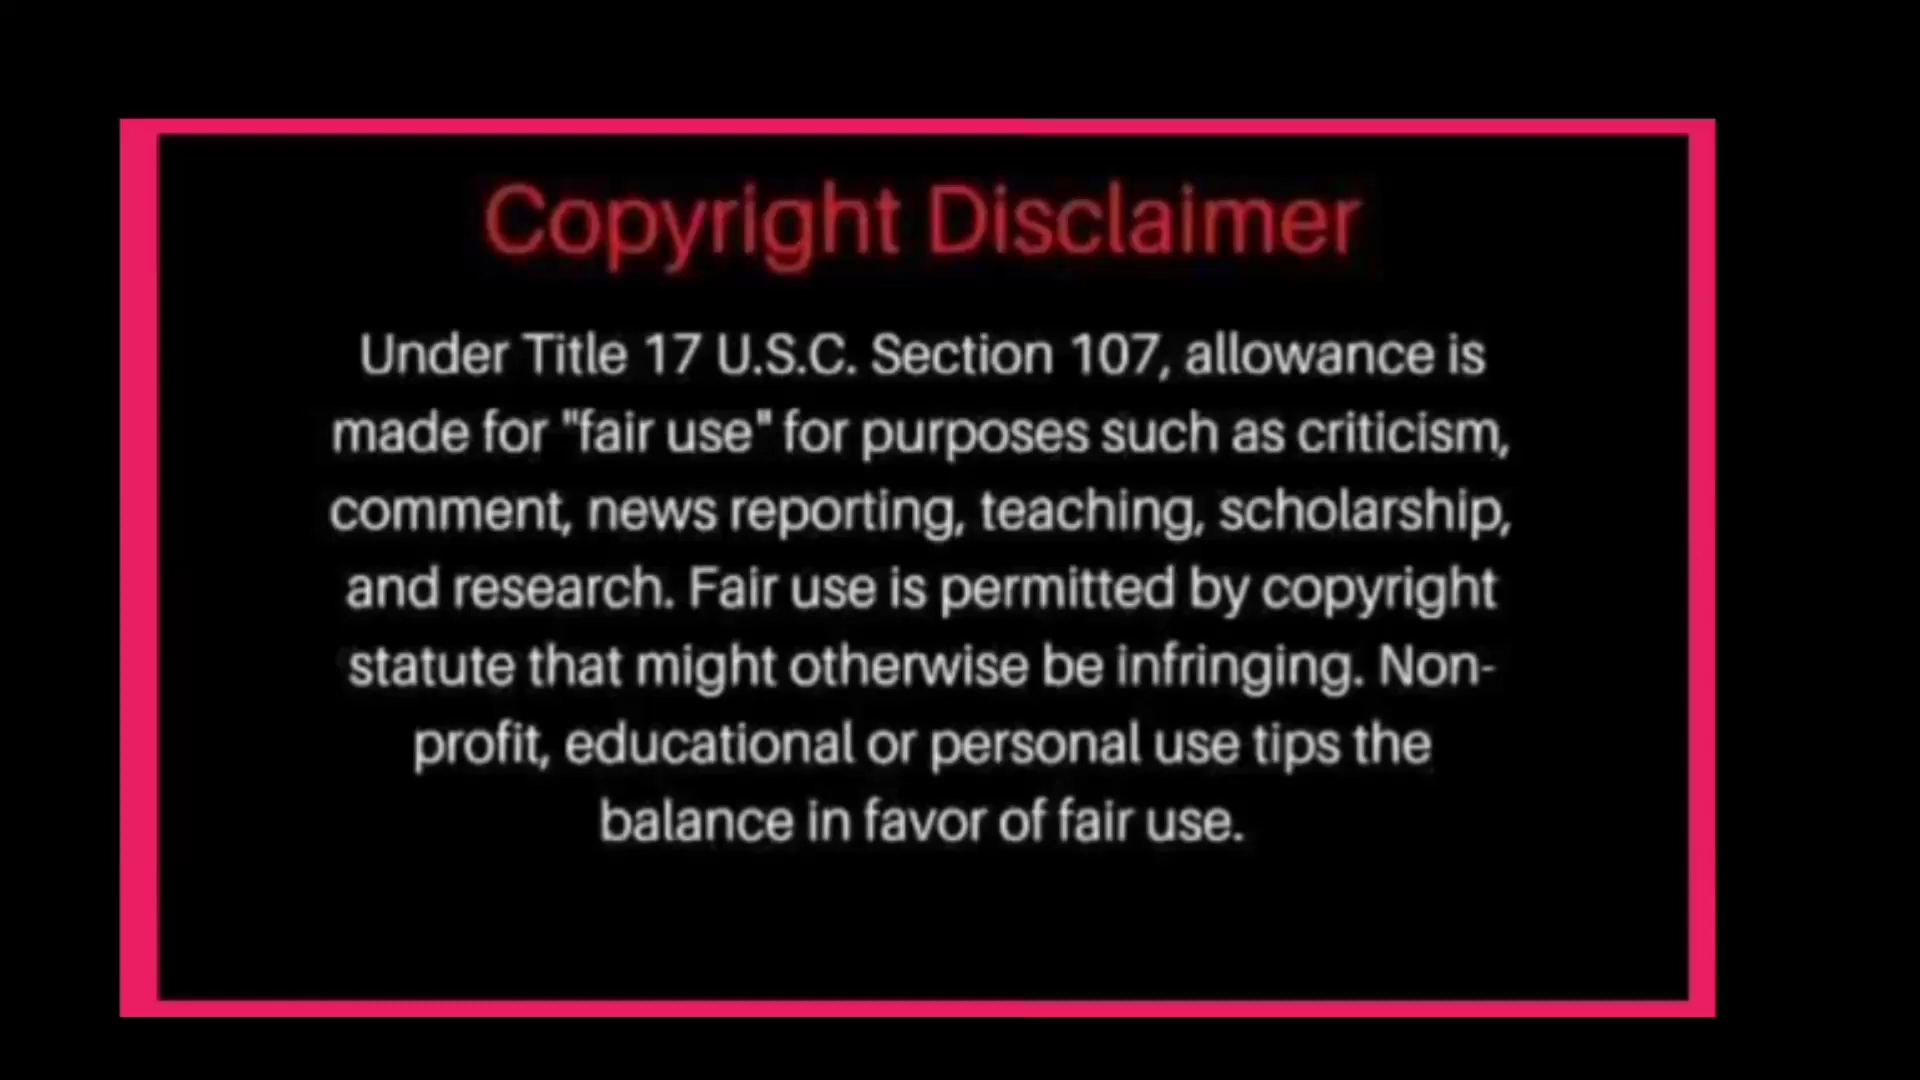 Copyright Disclaimer
Under Title 17 U.S.C. Section 107, allowance is
made for "fair use" for purposes such as criticism,
comment, news reporting, teaching, scholarship,
and research. Fair use is permitted by copyright
statute that might otherwise be infringing. Non-
profit, educational or personal use tips the
balance in favor of fair use.